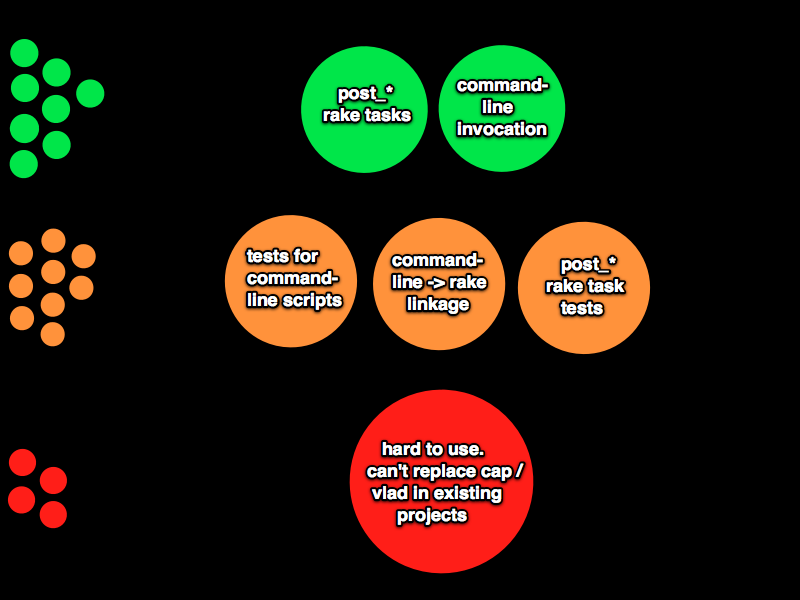 post_*
rake tasks
command-
line
invocation
tests for
command-
line scripts
command-
line -> rake
linkage
post_*
rake task
tests
hard to use.
can't replace cap /
vlad in existing
projects